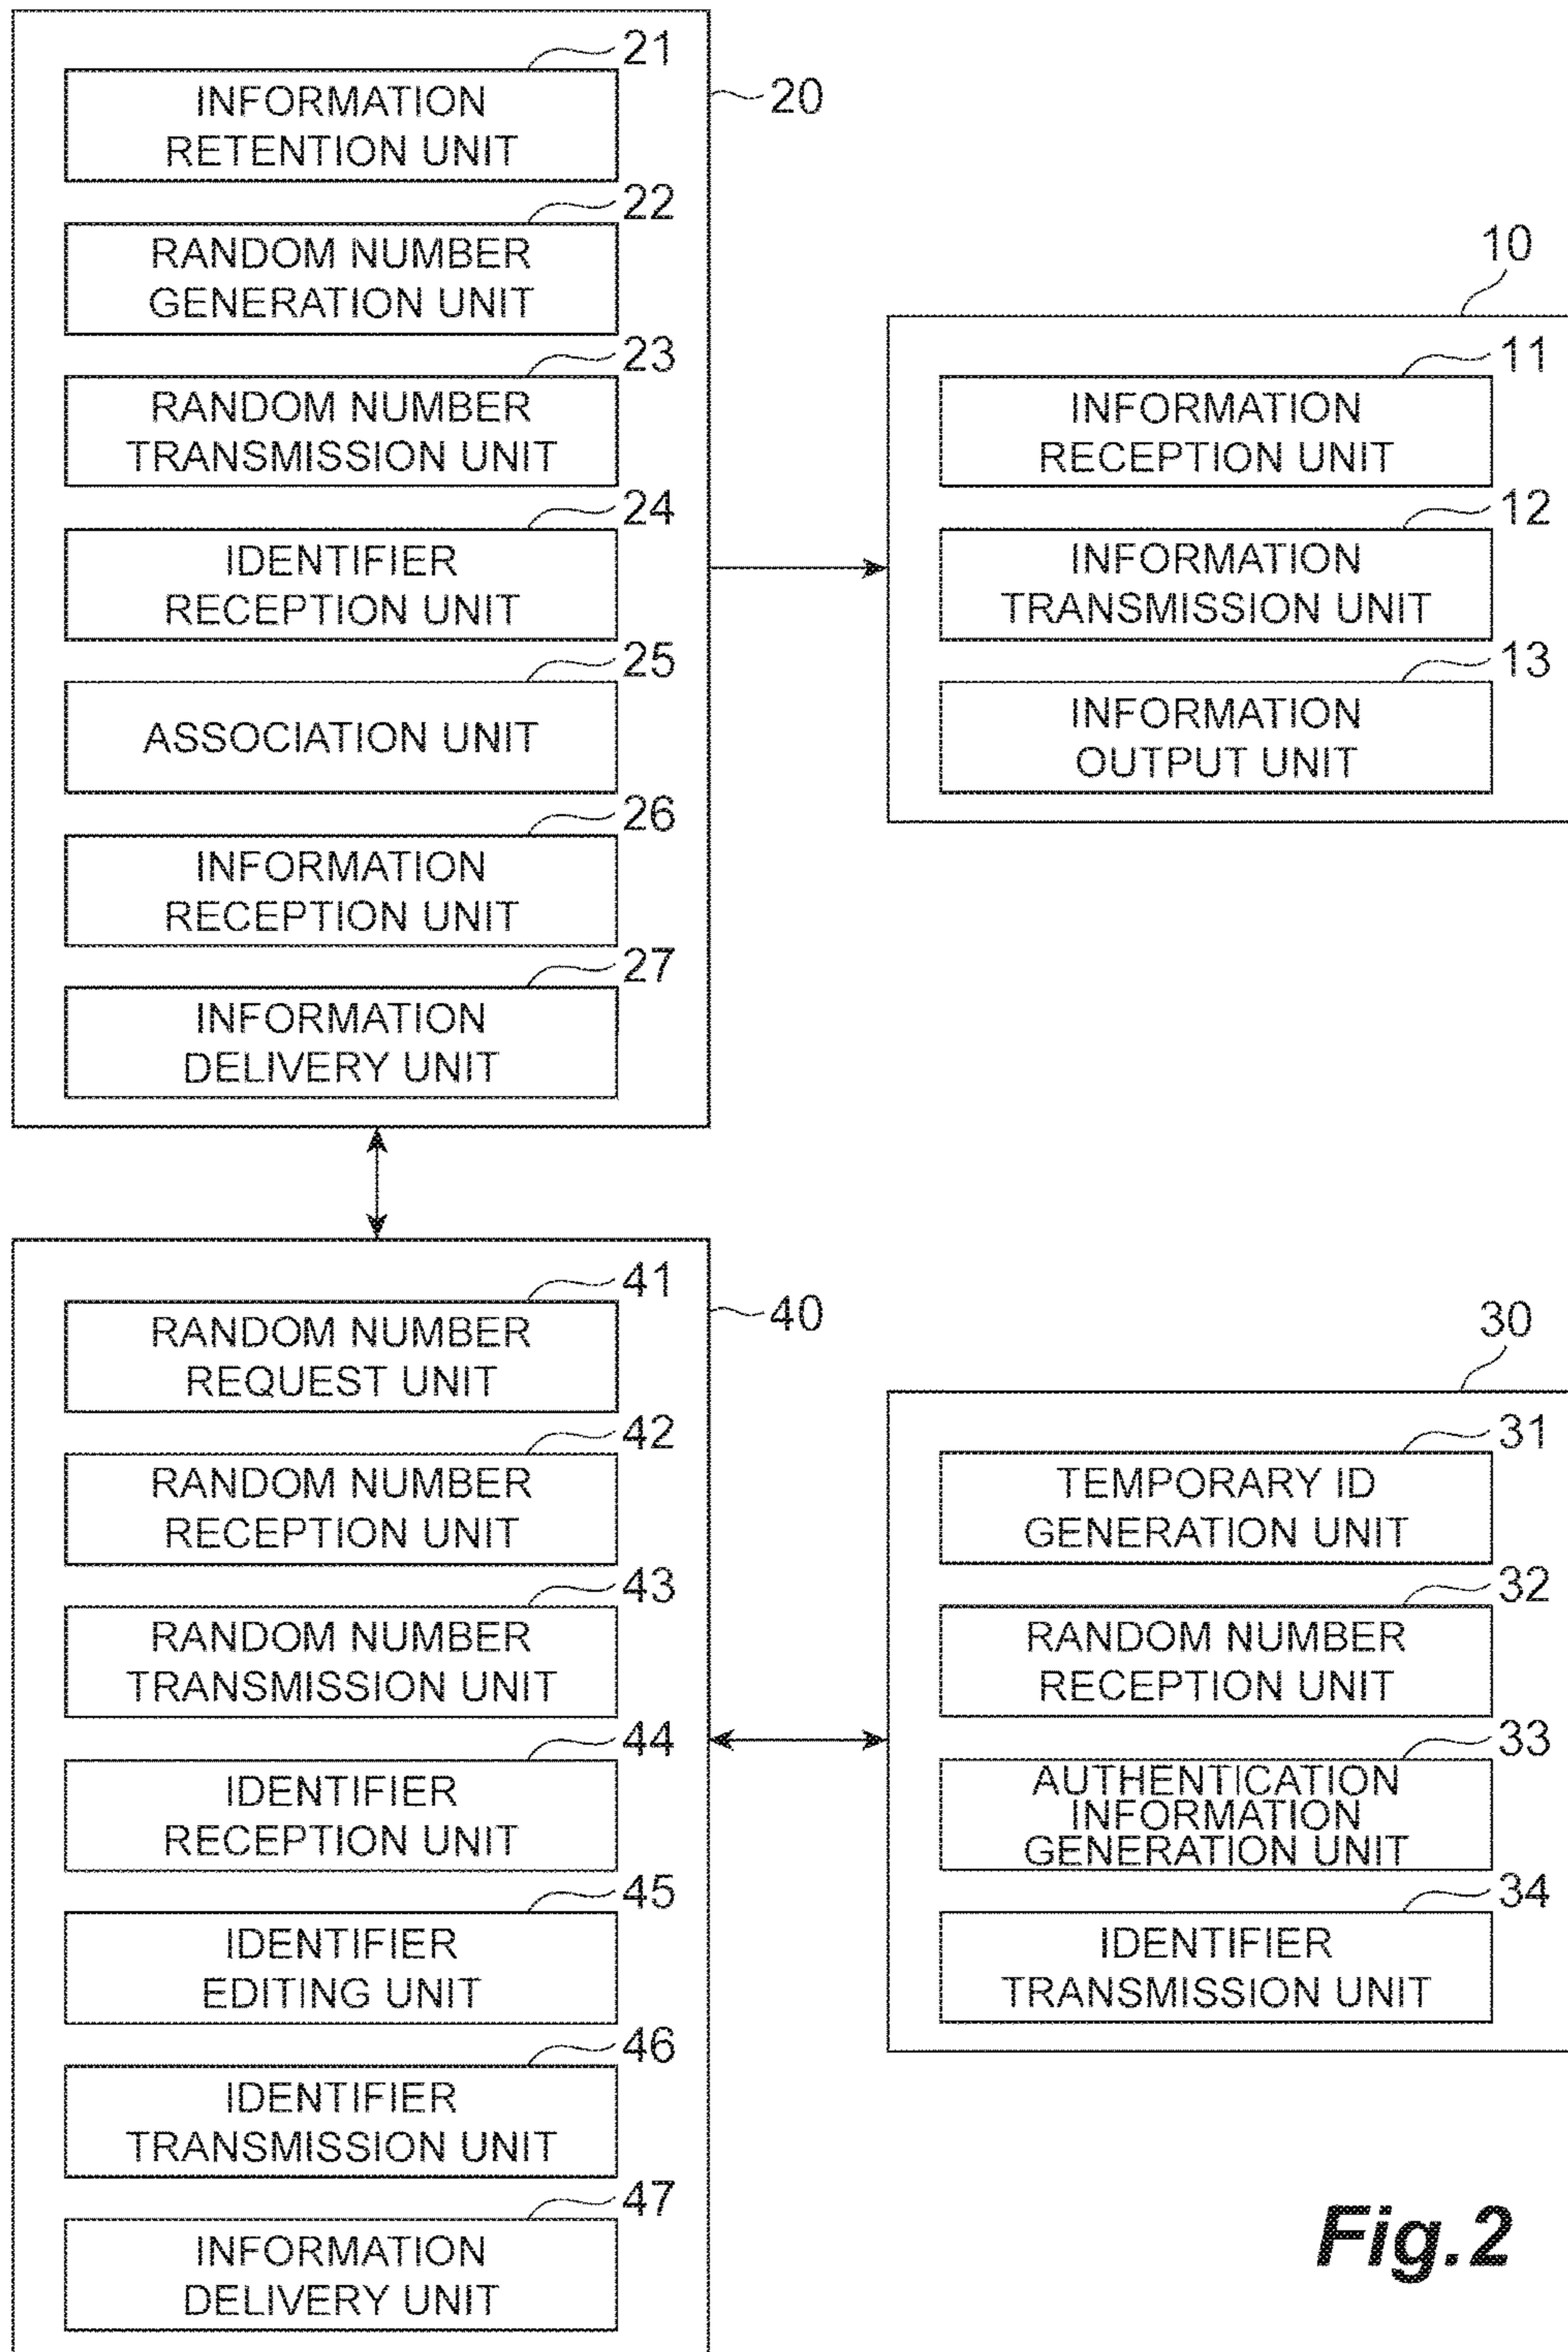 20
21
INFORMATION
RETENTION UNIT
22
RANDOM NUMBER
GENERATION UNIT
23
RANDOM NUMBER
TRANSMISSION UNIT
24
IDENTIFIER
RECEPTION UNIT
25
ASSOCIATION UNIT
26
INFORMATION
RECEPTION UNIT
27
INFORMATION
DELIVERY UNIT
10
11
INFORMATION
RECEPTION UNIT
12
INFORMATION
TRANSMISSION UNIT
13
INFORMATION
OUTPUT UNIT
40
41
RANDOM NUMBER
REQUEST UNIT
42
RANDOM NUMBER
RECEPTION UNIT
43
RANDOM NUMBER
TRANSMISSION UNIT
44
IDENTIFIER
RECEPTION UNIT
45
IDENTIFIER
EDITING UNIT
46
IDENTIFIER
TRANSMISSION UNIT
47
INFORMATION
DELIVERY UNIT
30
31
TEMPORARY ID
GENERATION UNIT
32
RANDOM NUMBER
RECEPTION UNIT
33
AUTHENTICATION
INFORMATION
GENERATION UNIT
34
IDENTIFIER
TRANSMISSION UNIT
Fig.2